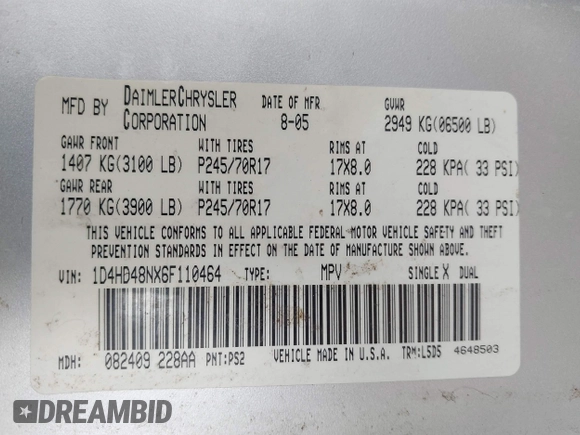 MFD BY DAIMLERCHRYSLER CORPORATION DATE OF MFR 8-05 GVWR 2949 KG(06500 LB)
GAWR FRONT WITH TIRES RIMS AT COLD
1407 KG(3100 LB) P245/70R17 17X8.0 228 KPA( 33 PSI)
GAWR REAR WITH TIRES RIMS AT COLD
1770 KG(3900 LB) P245/70R17 17X8.0 228 KPA( 33 PSI)
THIS VEHICLE CONFORMS TO ALL APPLICABLE FEDERAL MOTOR VEHICLE SAFETY AND THEFT
PREVENTION STANDARDS IN EFFECT ON THE DATE OF MANUFACTURE SHOWN ABOVE.
VIN: 1D4HD48NX6F110464 TYPE: MPV SINGLE X DUAL
MDH: 082409 228AA PNT:PS2 VEHICLE MADE IN U.S.A. TRM:L5D5 4648503
DREAMBID